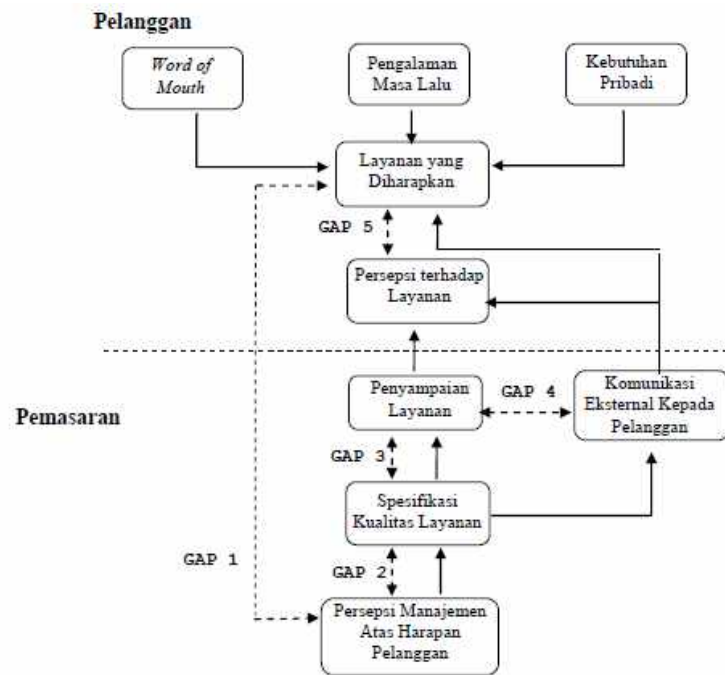 Pelanggan
Word of
Mouth
Pengalaman
Masa Lalu
Kebutuhan
Pribadi
Layanan yang
Diharapkan
GAP 5
Persepsi terhadap
Layanan
Pemasaran
Penyampaian
Layanan
GAP 4
Komunikasi
Eksternal Kepada
Pelanggan
GAP 3
Spesifikasi
Kualitas Layanan
GAP 1
GAP 2
Persepsi Manajemen
Atas Harapan
Pelanggan